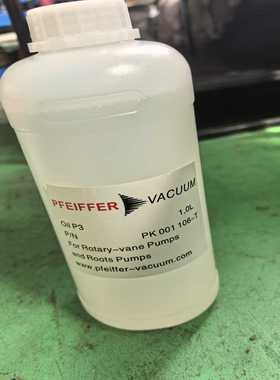 PFEIFFER VACUUM
Oil P3 1,0L
P/N PK 001 106-T
For Rotary-vane Pumps
and Roots Pumps
www.pfeiffer-vacuum.com